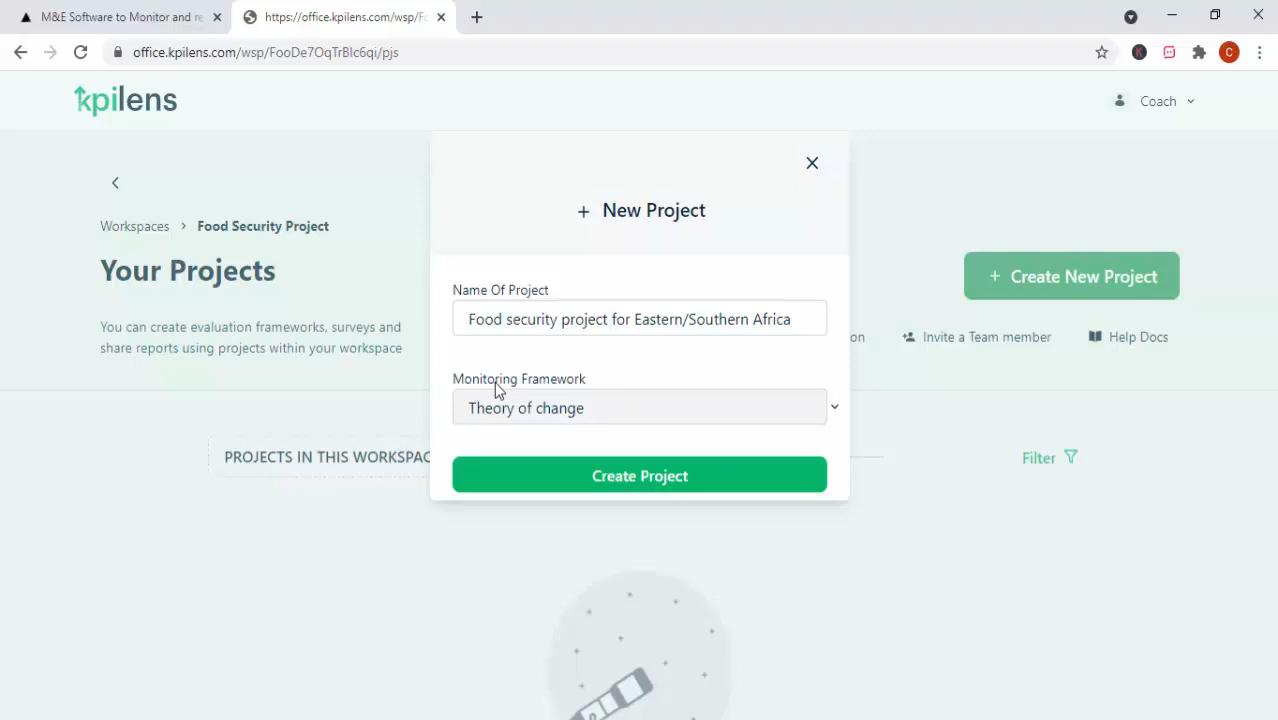 M&E Software to Monitor and re
https://office.kpilens.com/wsp/Fo
office.kpilens.com/wsp/FooDe7OqTrBlc6qi/pjs
K
C
kpilens
Coach
+ New Project
Workspaces > Food Security Project
Your Projects
+ Create New Project
Name Of Project
Food security project for Eastern/Southern Africa
You can create evaluation frameworks, surveys and
share reports using projects within your workspace
on
Invite a Team member
Help Docs
Monitoring Framework
Theory of change
PROJECTS IN THIS WORKSPAC
Filter
Create Project